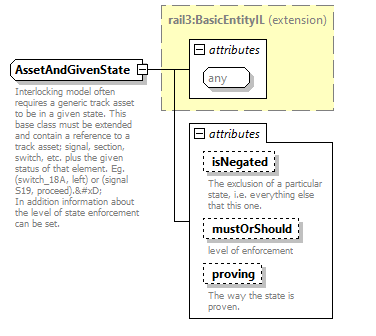 rail3:BasicEntityIL (extension)
attributes
any
AssetAndGivenState
Interlocking model often
requires a generic track asset
to be in a given state. This
base class must be extended
and contain a reference to a
track asset; signal, section,
switch, etc. plus the given
status of that element. Eg.
(switch_18A, left) or (signal
S19, proceed).&#xD;
In addition information about
the level of state enforcement
can be set.
attributes
isNegated
The exclusion of a particular
state, i.e. everything else
that this one.
mustOrShould
level of enforcement
proving
The way the state is
proven.